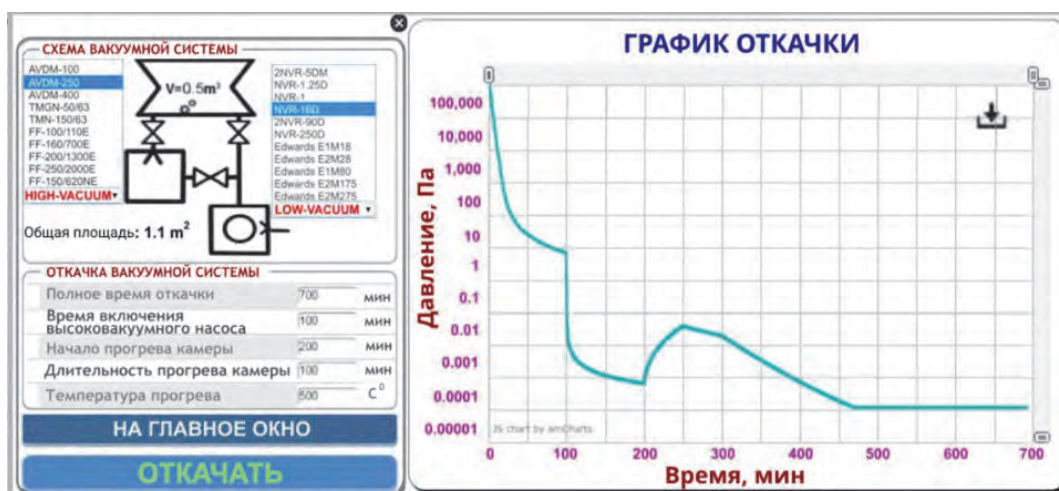 СХЕМА ВАКУУМНОЙ СИСТЕМЫ
AVDM-100
AVDM-250
AVDM-400
TMGN-50/63
TMN-150/63
FF-100/110E
FF-160/700E
FF-200/1300E
FF-250/2000E
FF-150/620NE
HIGH-VACUUM
V=0.5m³
2NVR-5DM
NVR-1.25D
NVR-1
NVR-16D
2NVR-90D
NVR-250D
Edwards E1M18
Edwards E2M28
Edwards E1M80
Edwards E2M175
Edwards E2M275
LOW-VACUUM
Общая площадь: 1.1 m²
ОТКАЧКА ВАКУУМНОЙ СИСТЕМЫ
Полное время откачки 700 мин
Время включения
высоковакуумного насоса 100 мин
Начало прогрева камеры 200 мин
Длительность прогрева камеры 100 мин
Температура прогрева 500 C⁰
НА ГЛАВНОЕ ОКНО
ОТКАЧАТЬ
ГРАФИК ОТКАЧКИ
Давление, Па
100,000
10,000
1,000
100
10
1
0.1
0.01
0.001
0.0001
0.00001
JS chart by amCharts
0 100 200 300 400 500 600 700
Время, мин